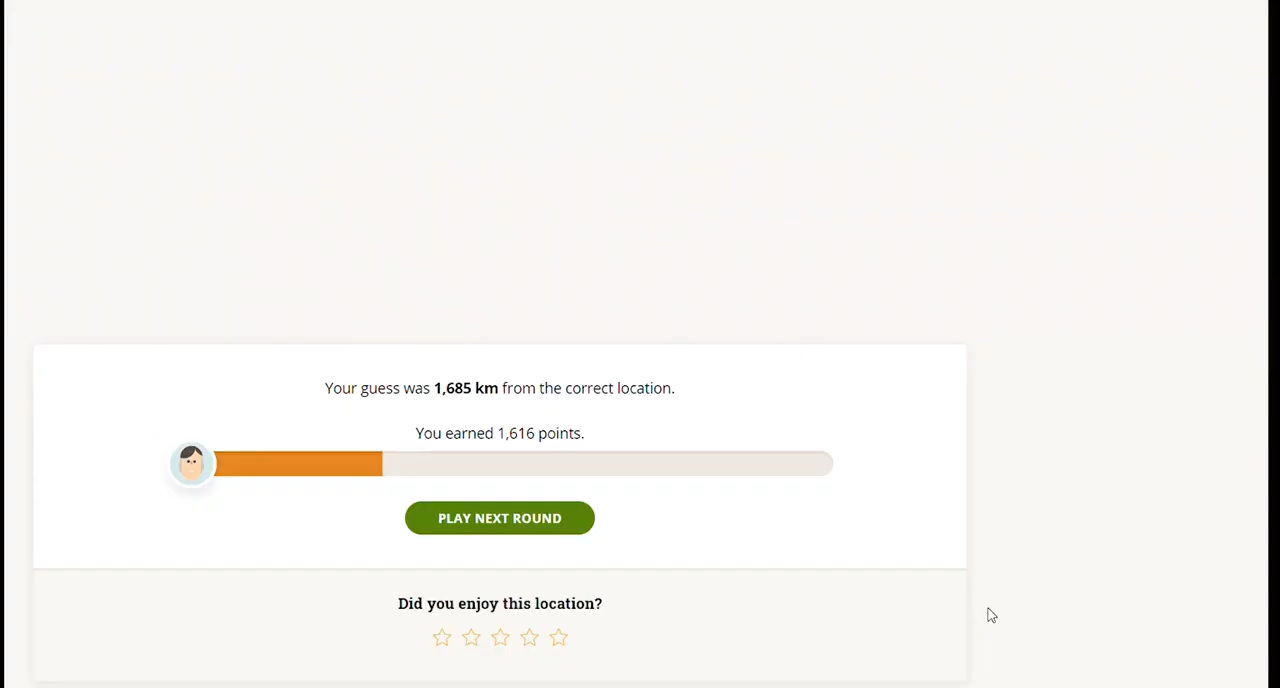 Your guess was 1,685 km from the correct location.
You earned 1,616 points.
PLAY NEXT ROUND
Did you enjoy this location?